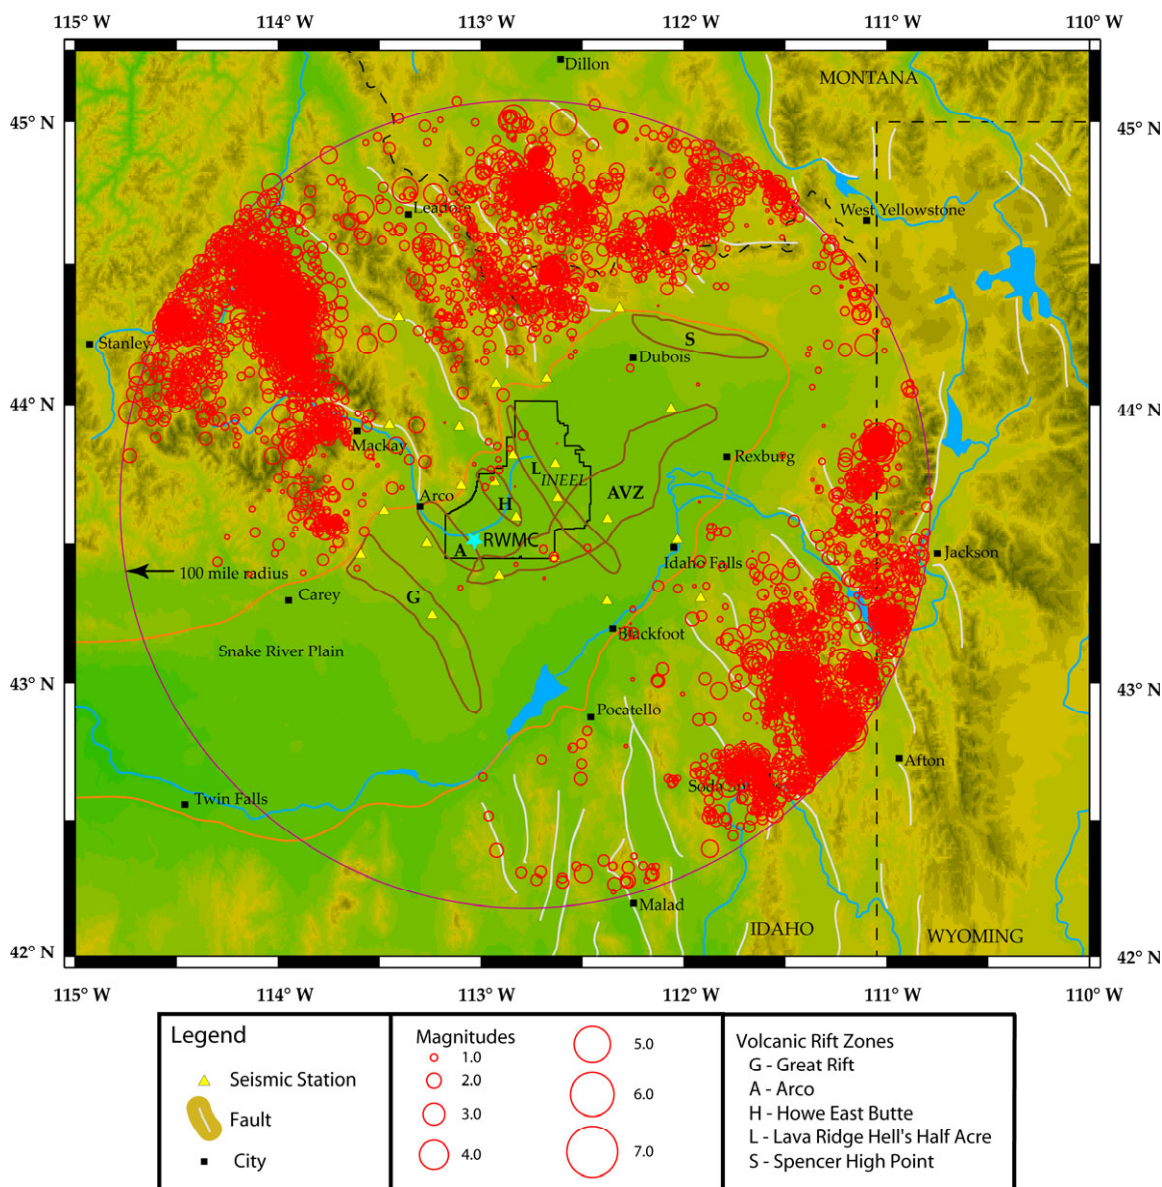 115° W 114° W 113° W 112° W 111° W 110° W
Dillon
MONTANA
45° N 45° N
Leadore
West Yellowstone
Stanley
S
Dubois
44° N 44° N
Mackay
Rexburg
L
INEEL
Arco
H
AVZ
RWMC
A
Idaho Falls
Jackson
100 mile radius
Carey
G
Blackfoot
Snake River Plain
43° N 43° N
Pocatello
Afton
Soda
Twin Falls
Malad
IDAHO
WYOMING
42° N 42° N
115° W 114° W 113° W 112° W 111° W 110° W
Legend
Seismic Station
Fault
City
Magnitudes
1.0
2.0
3.0
4.0
5.0
6.0
7.0
Volcanic Rift Zones
G - Great Rift
A - Arco
H - Howe East Butte
L - Lava Ridge Hell's Half Acre
S - Spencer High Point